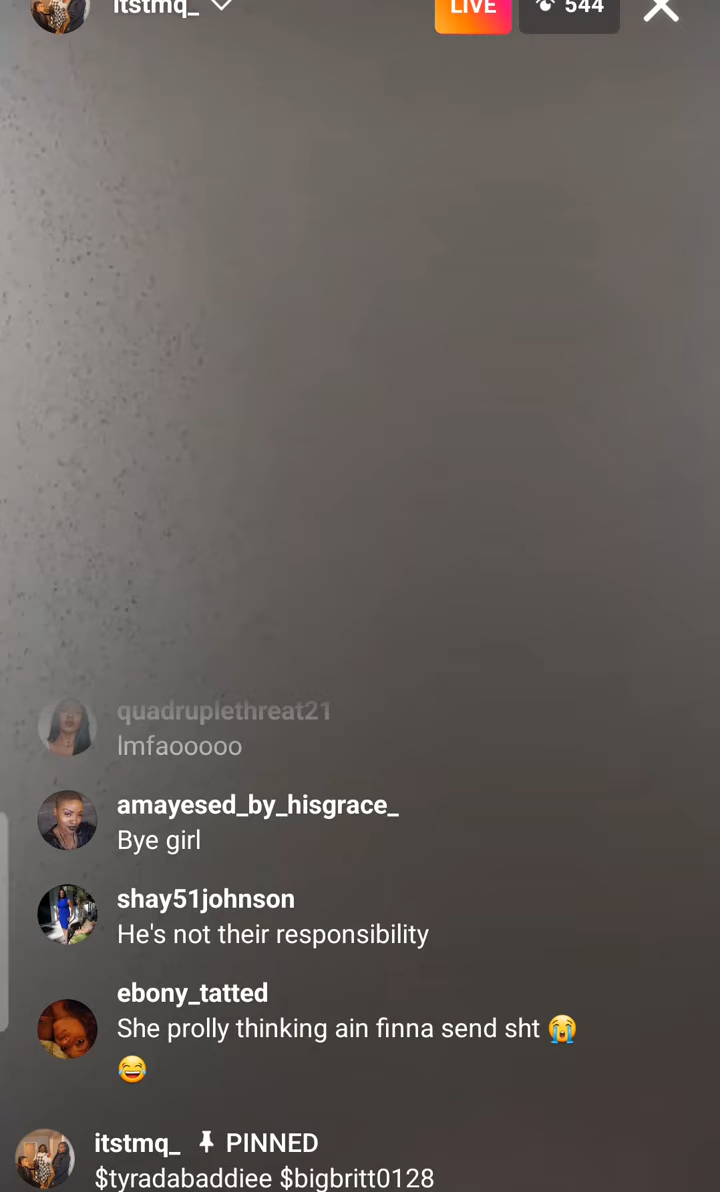 itstmq_
LIVE
544
quadruplethreat21
lmfaooooo
amayesed_by_hisgrace_
Bye girl
shay51johnson
He's not their responsibility
ebony_tatted
She prolly thinking ain finna send sht 😭
😂
itstmq_ PINNED
$tyradabaddiee $bigbritt0128